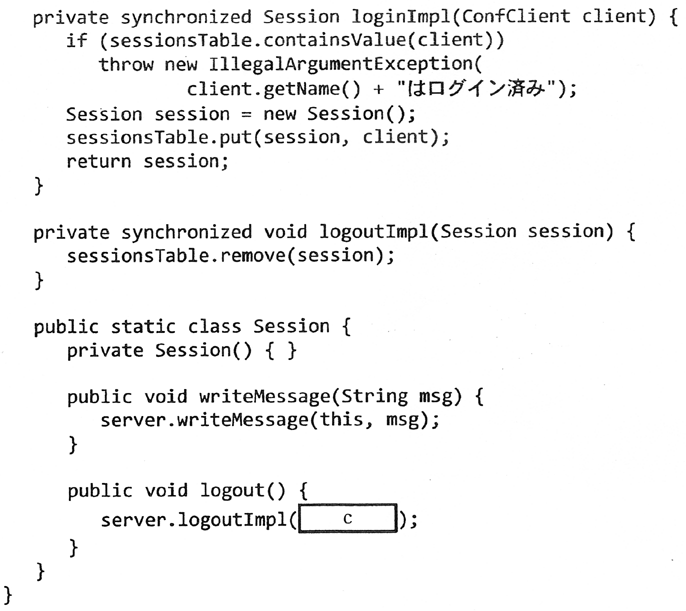 private synchronized Session loginImpl(ConfClient client) {
   if (sessionsTable.containsValue(client))
      throw new IllegalArgumentException(
            client.getName() + "はログイン済み");
   Session session = new Session();
   sessionsTable.put(session, client);
   return session;
}

private synchronized void logoutImpl(Session session) {
   sessionsTable.remove(session);
}

public static class Session {
   private Session() { }

   public void writeMessage(String msg) {
      server.writeMessage(this, msg);
   }

   public void logout() {
      server.logoutImpl( c );
   }
}
}